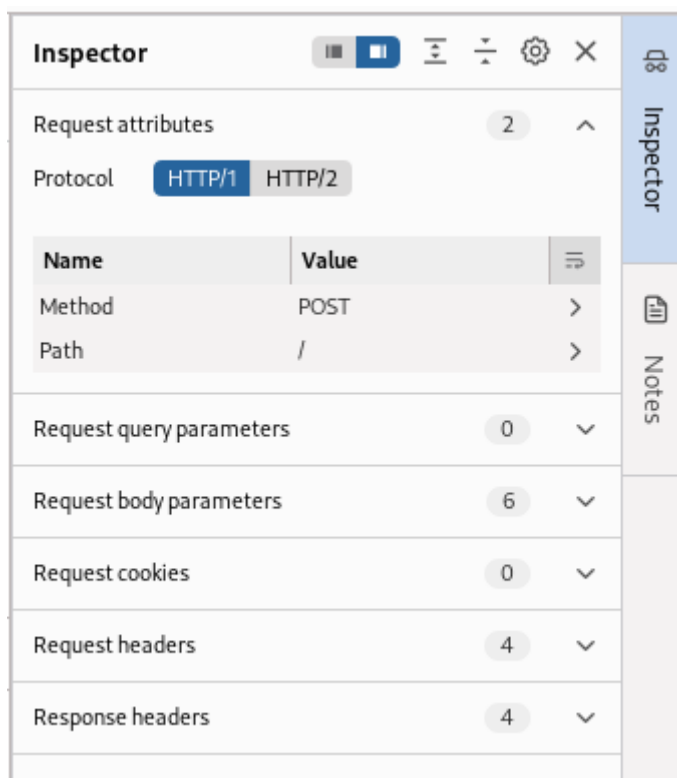 Inspector
Request attributes 2
Protocol HTTP/1 HTTP/2
Name Value
Method POST
Path /
Request query parameters 0
Request body parameters 6
Request cookies 0
Request headers 4
Response headers 4
Inspector
Notes